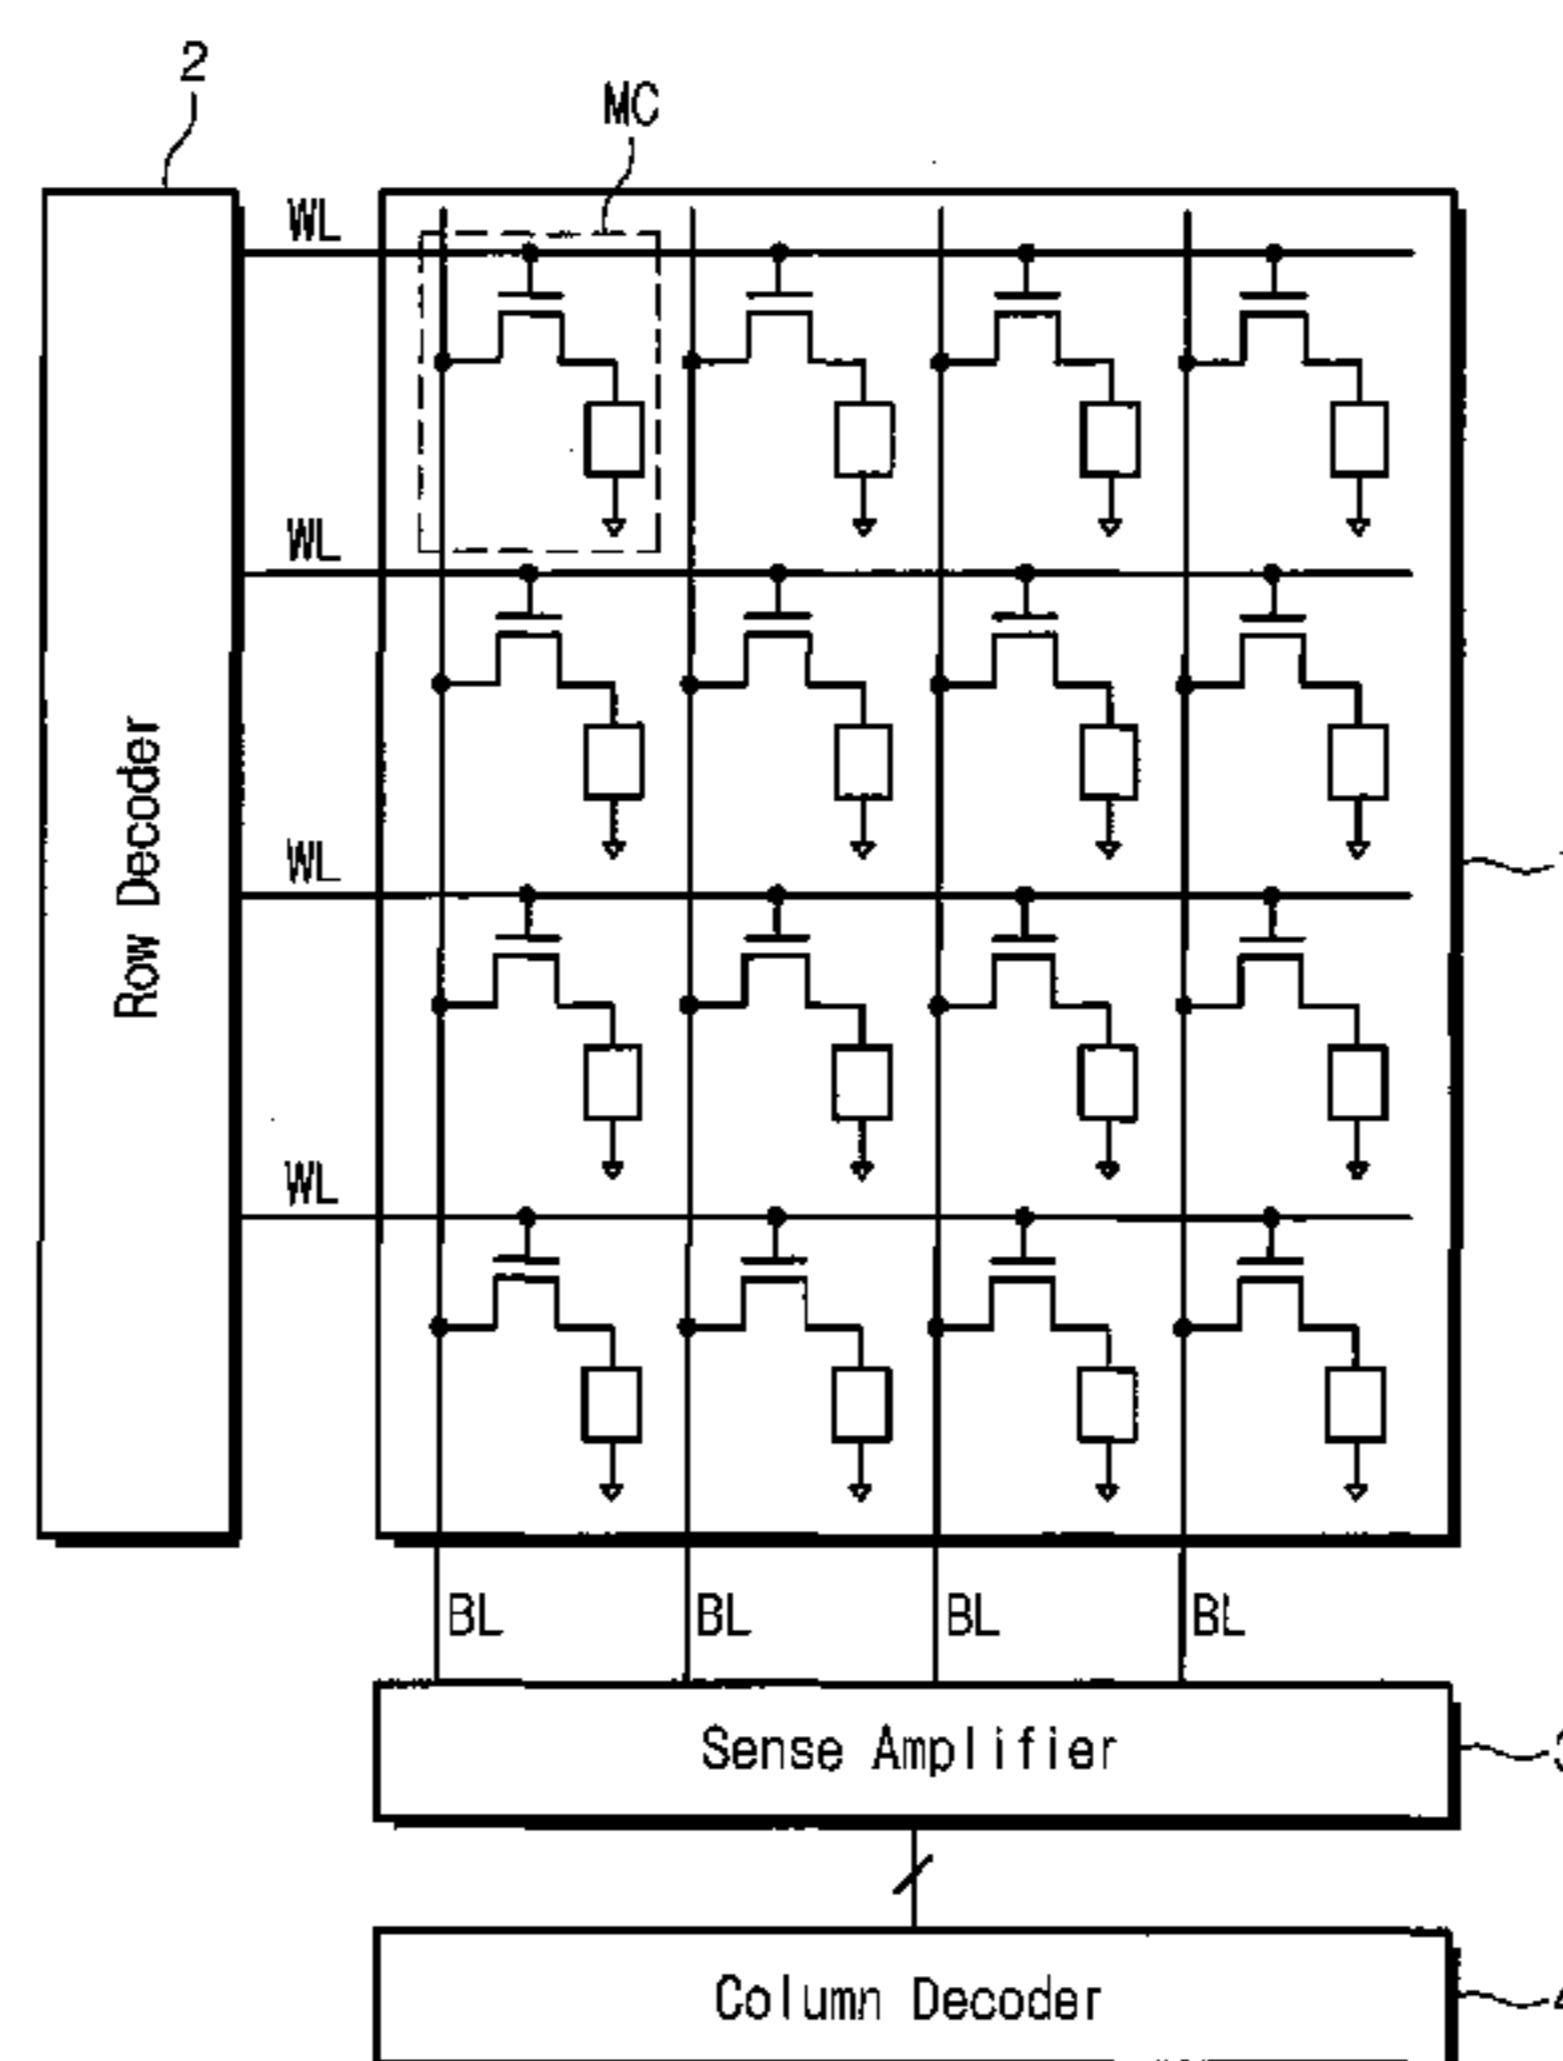 2
MC
WL
WL
WL
WL
Row Decoder
BL BL BL BL
Sense Amplifier
Column Decoder